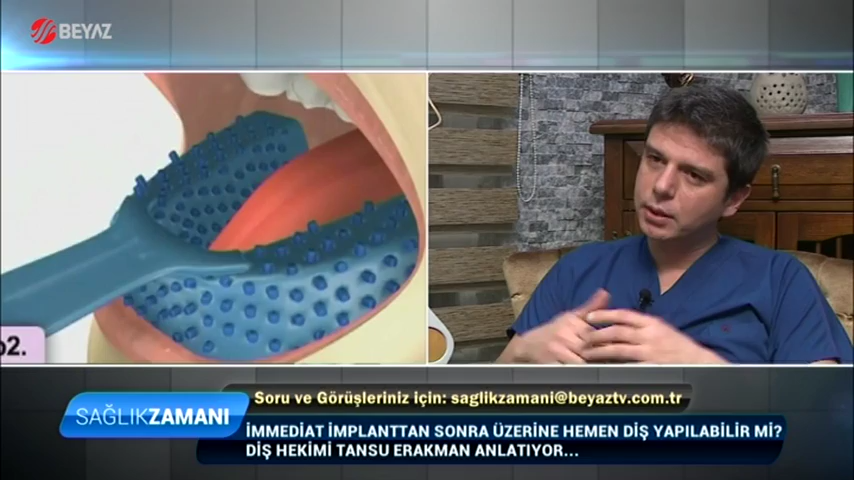 BEYAZ
2.
Soru ve Görüşleriniz için: saglikzamani@beyaztv.com.tr
SAĞLIKZAMANI
İMMEDİAT İMPLANTTAN SONRA ÜZERİNE HEMEN DİŞ YAPILABİLİR Mİ?
DİŞ HEKİMİ TANSU ERAKMAN ANLATIYOR...